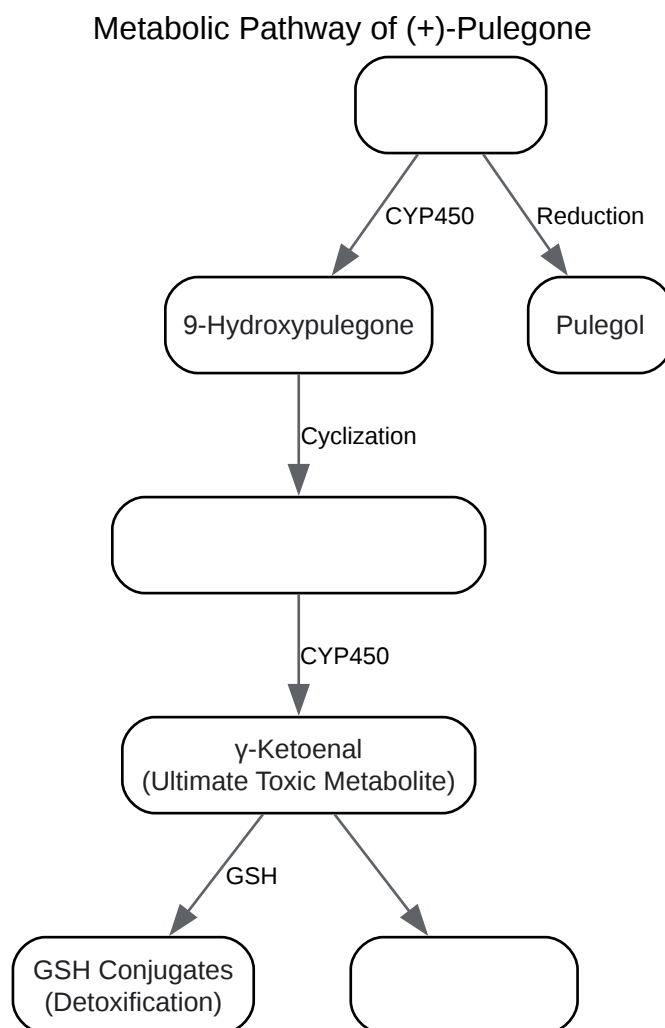 Metabolic Pathway of (+)-Pulegone
CYP450
Reduction
9-Hydroxypulegone
Pulegol
Cyclization
CYP450
γ-Ketoenal
(Ultimate Toxic Metabolite)
GSH
GSH Conjugates
(Detoxification)